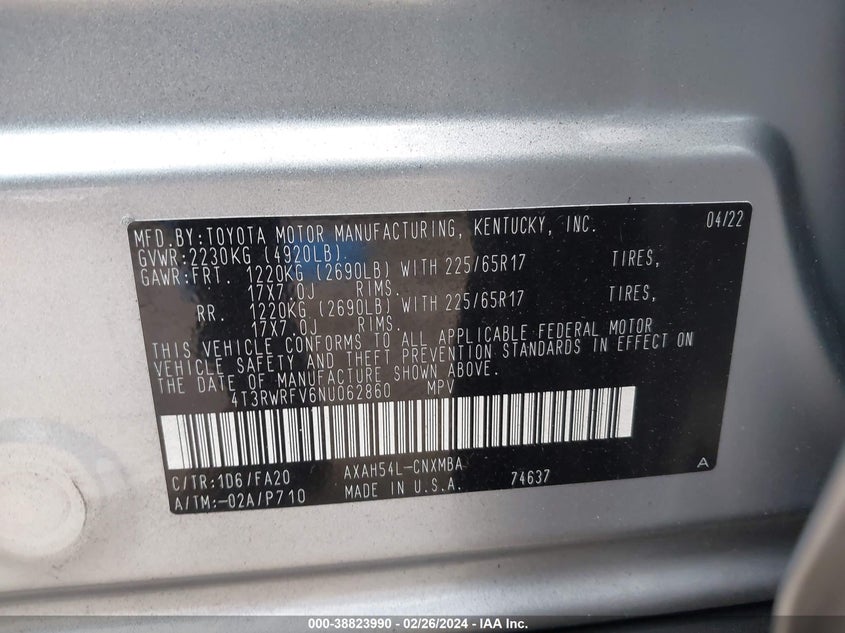 MFD.BY:TOYOTA MOTOR MANUFACTURING, KENTUCKY, INC. 04/22
GVWR:2230KG (4920LB)
GAWR:FRT. 1220KG (2690LB) WITH 225/65R17 TIRES,
17X7.0J RIMS.
RR. 1220KG (2690LB) WITH 225/65R17 TIRES,
17X7.0J RIMS.
THIS VEHICLE CONFORMS TO ALL APPLICABLE FEDERAL MOTOR
VEHICLE SAFETY AND THEFT PREVENTION STANDARDS IN EFFECT ON
THE DATE OF MANUFACTURE SHOWN ABOVE.
4T3RWRFV6NU062860 MPV
C/TR:1D6/FA20 AXAH54L-CNXMBA A
A/TM:-02A/P710 MADE IN U.S.A. 74637
000-38823990 - 02/26/2024 - IAA Inc.